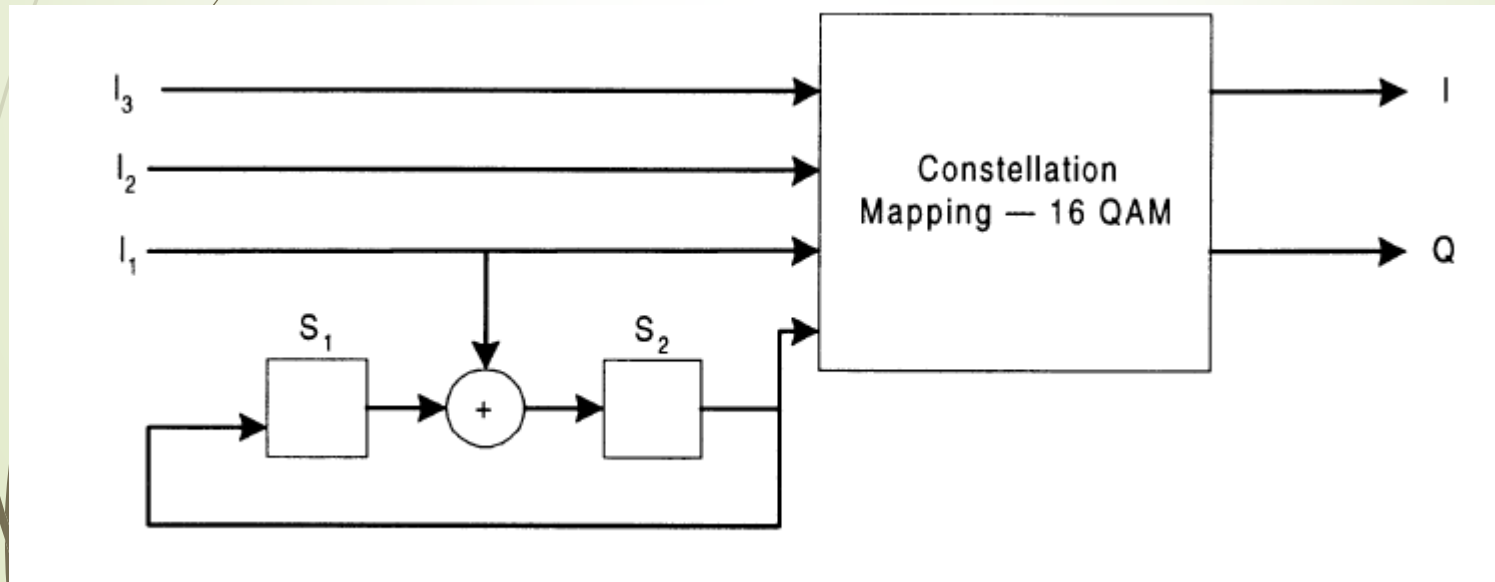 I₃
I
I₂
Constellation
Mapping — 16 QAM
I₁
Q
S₁
S₂
+